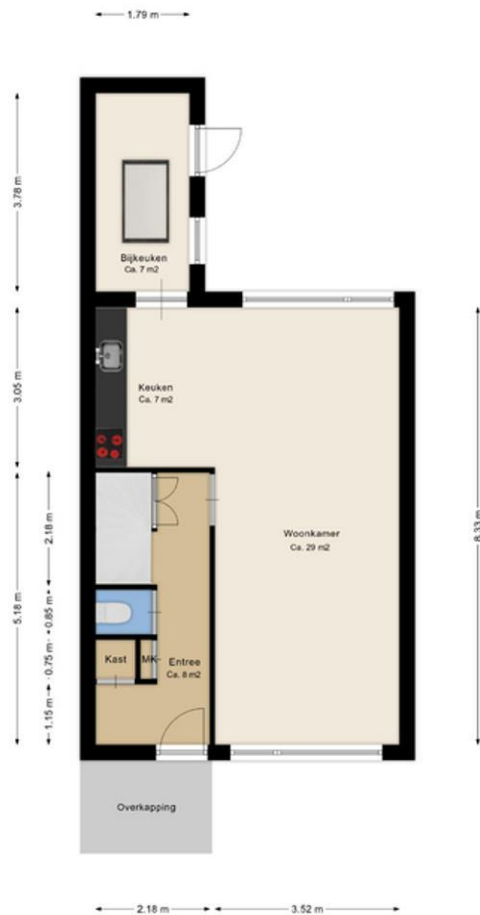 1.79 m
3.78 m
Bijkeuken
Ca. 7 m2
3.05 m
Keuken
Ca. 7 m2
8.33 m
5.18 m
2.18 m
Woonkamer
Ca. 29 m2
0.85 m
0.75 m
Kast
MK
Entree
Ca. 8 m2
1.15 m
Overkapping
2.18 m
3.52 m